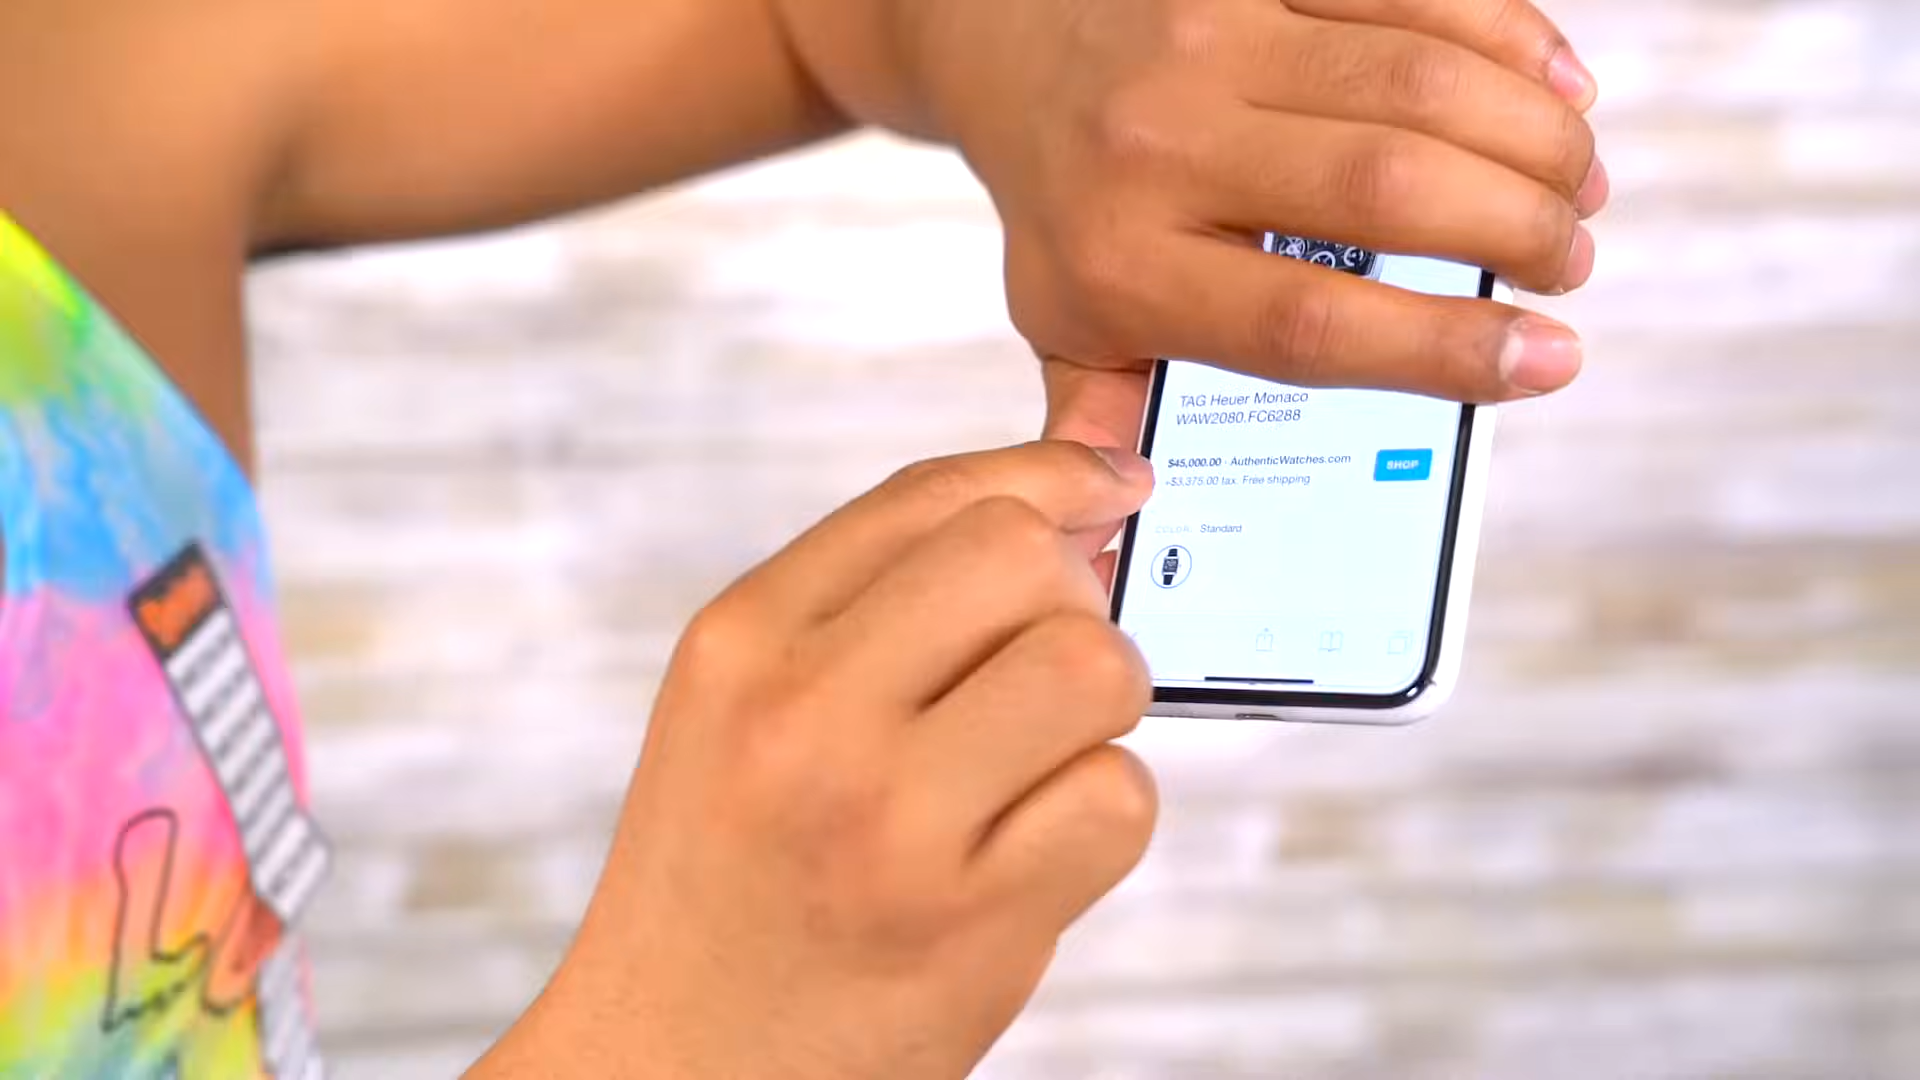 TAG Heuer Monaco
WAW2080.FC6288
$45,000.00 · AuthenticWatches.com
SHOP
+$3,375.00 tax. Free shipping
COLOR: Standard